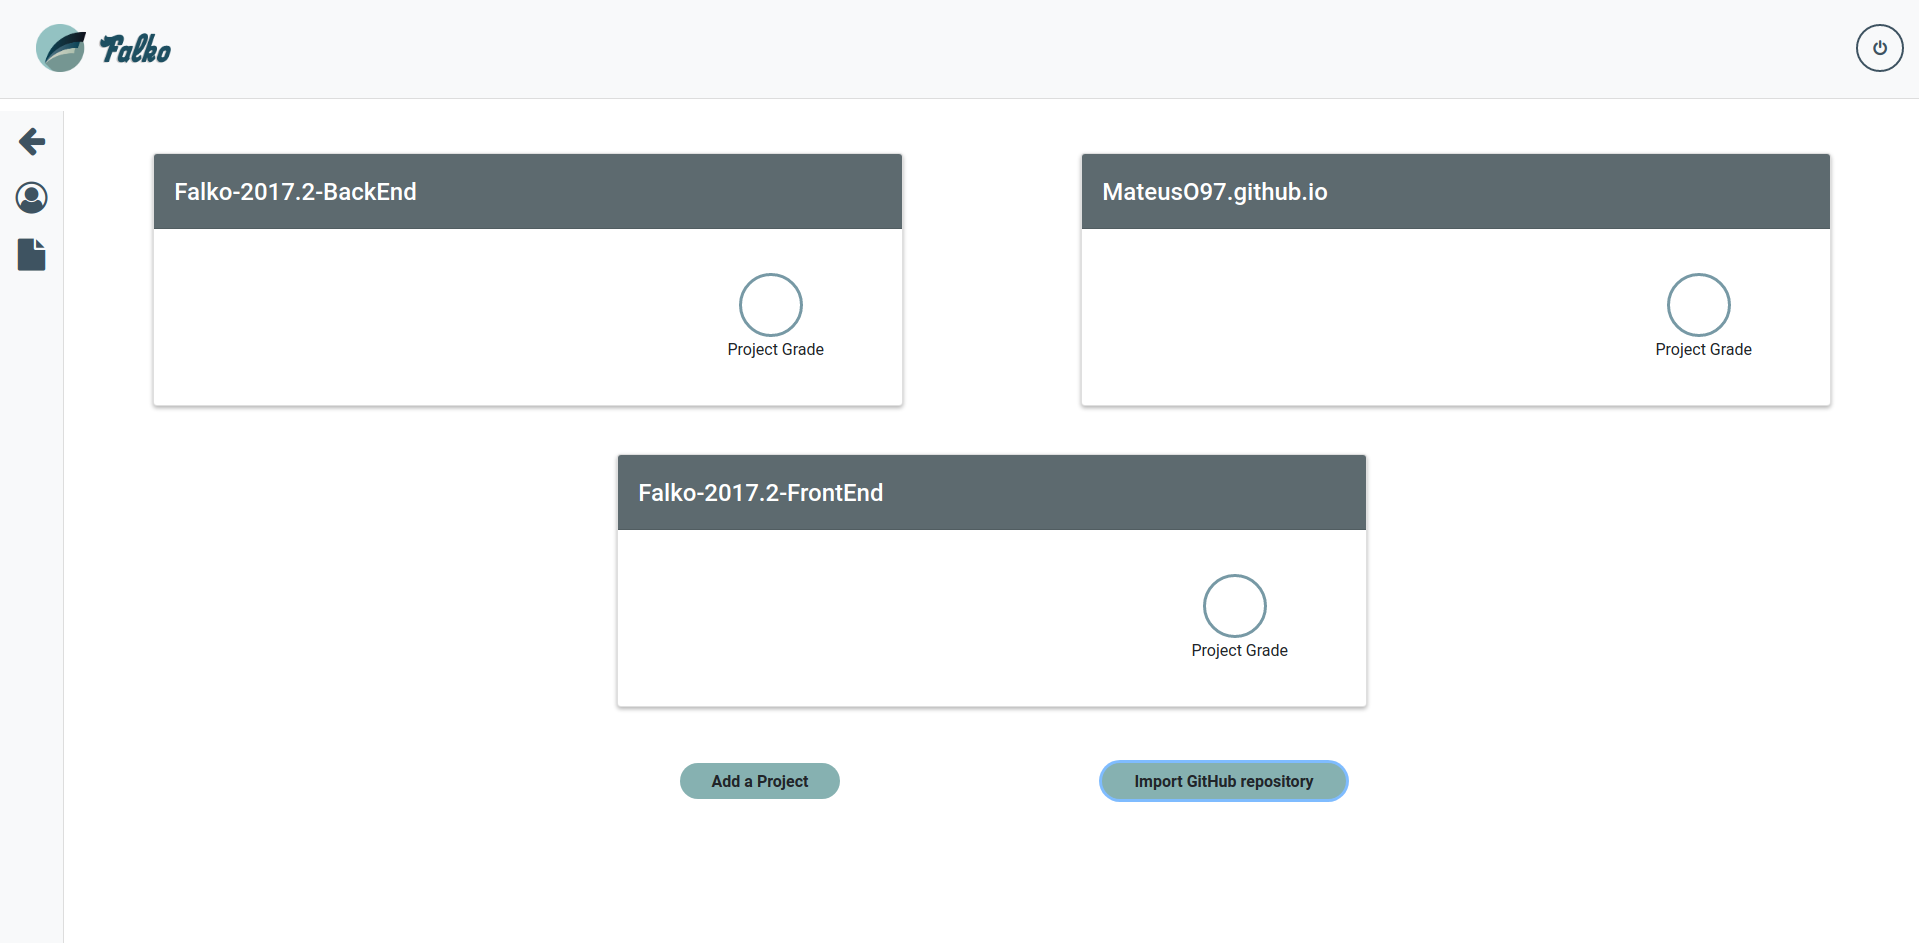 Falko
Falko-2017.2-BackEnd
Project Grade
MateusO97.github.io
Project Grade
Falko-2017.2-FrontEnd
Project Grade
Add a Project
Import GitHub repository